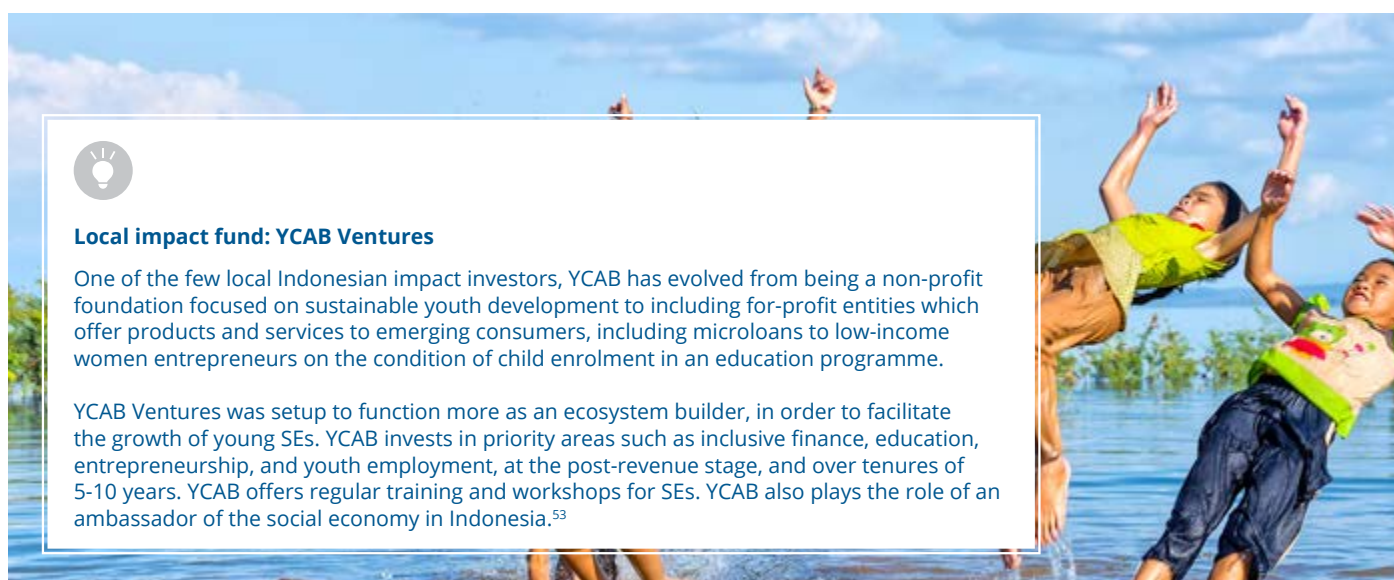 Local impact fund: YCAB Ventures
One of the few local Indonesian impact investors, YCAB has evolved from being a non-profit
foundation focused on sustainable youth development to including for-profit entities which
offer products and services to emerging consumers, including microloans to low-income
women entrepreneurs on the condition of child enrolment in an education programme.
YCAB Ventures was setup to function more as an ecosystem builder, in order to facilitate
the growth of young SEs. YCAB invests in priority areas such as inclusive finance, education,
entrepreneurship, and youth employment, at the post-revenue stage, and over tenures of
5-10 years. YCAB offers regular training and workshops for SEs. YCAB also plays the role of an
ambassador of the social economy in Indonesia.53